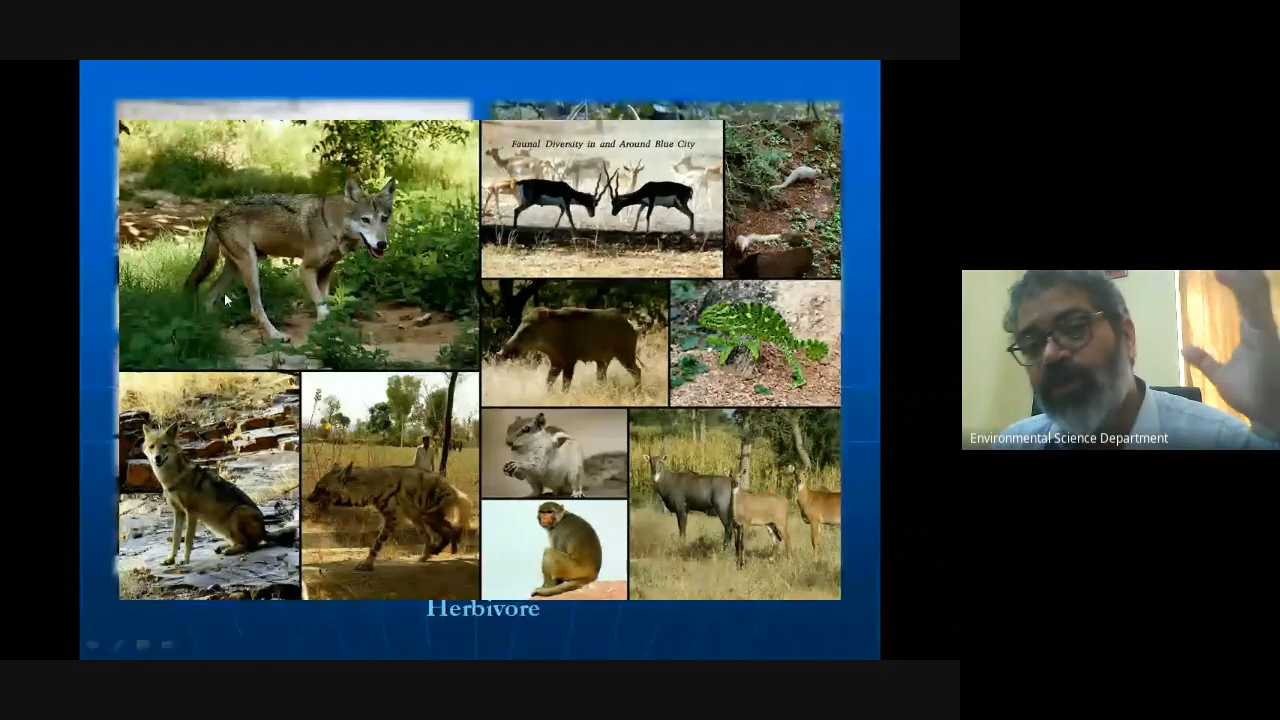 Faunal Diversity in and Around Blue City
Herbivore
Environmental Science Department